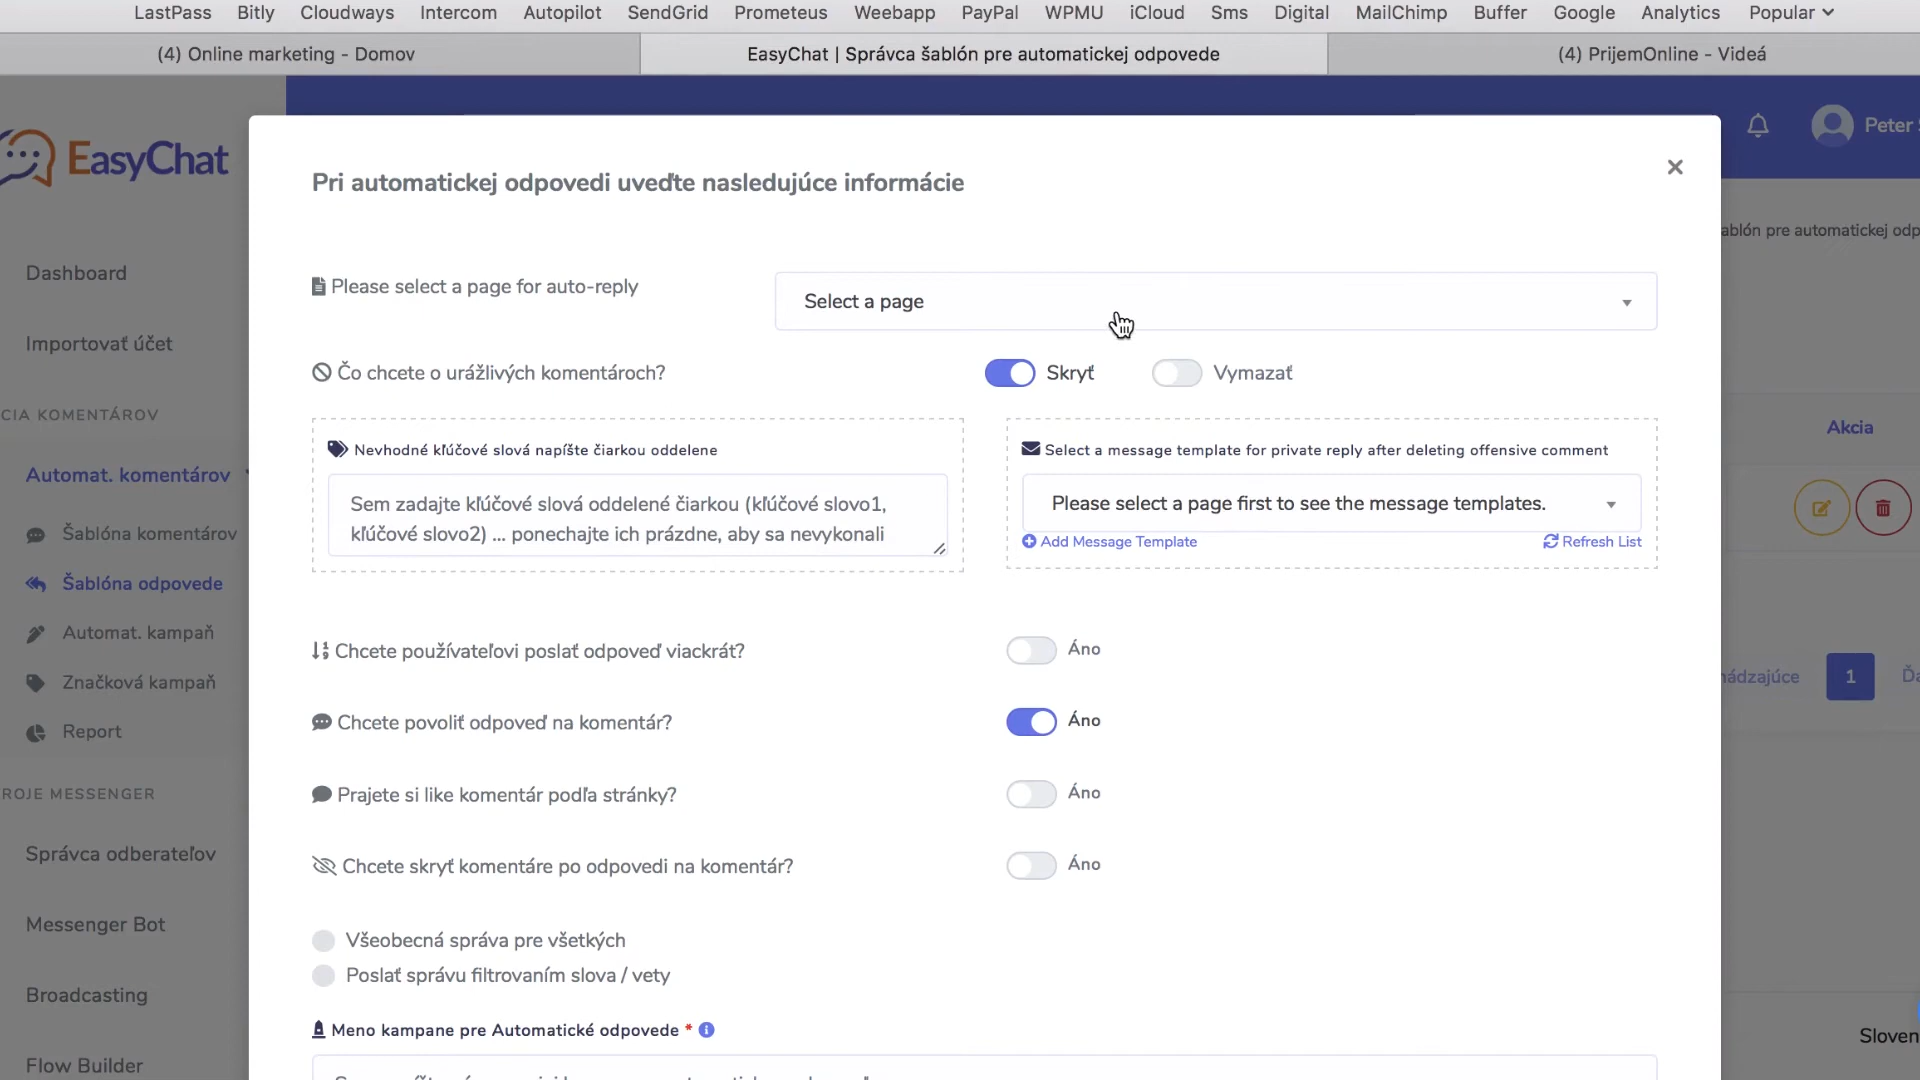 LastPass Bitly Cloudways Intercom Autopilot SendGrid Prometeus Weebapp PayPal WPMU iCloud Sms Digital MailChimp Buffer Google Analytics Popular
(4) Online marketing - Domov
EasyChat | Správca šablón pre automatickej odpovede
(4) PrijemOnline - Videá
EasyChat
Peter
Pri automatickej odpovedi uveďte nasledujúce informácie
ablón pre automatickej odp
Dashboard
Please select a page for auto-reply
Select a page
Importovať účet
Čo chcete o urážlivých komentároch?
Skryť
Vymazať
CIA KOMENTÁROV
Akcia
Nevhodné kľúčové slová napíšte čiarkou oddelene
Select a message template for private reply after deleting offensive comment
Automat. komentárov
Sem zadajte kľúčové slová oddelené čiarkou (kľúčové slovo1,
kľúčové slovo2) ... ponechajte ich prázdne, aby sa nevykonali
Please select a page first to see the message templates.
Add Message Template
Refresh List
Šablóna komentárov
Šablóna odpovede
Automat. kampaň
Chcete používateľovi poslať odpoveď viackrát?
Áno
Značková kampaň
hádzajúce
1
Ďa
Chcete povoliť odpoveď na komentár?
Áno
Report
ROJE MESSENGER
Prajete si like komentár podľa stránky?
Áno
Správca odberateľov
Chcete skryť komentáre po odpovedi na komentár?
Áno
Messenger Bot
Všeobecná správa pre všetkých
Poslať správu filtrovaním slova / vety
Broadcasting
Meno kampane pre Automatické odpovede *
Sloven
Flow Builder